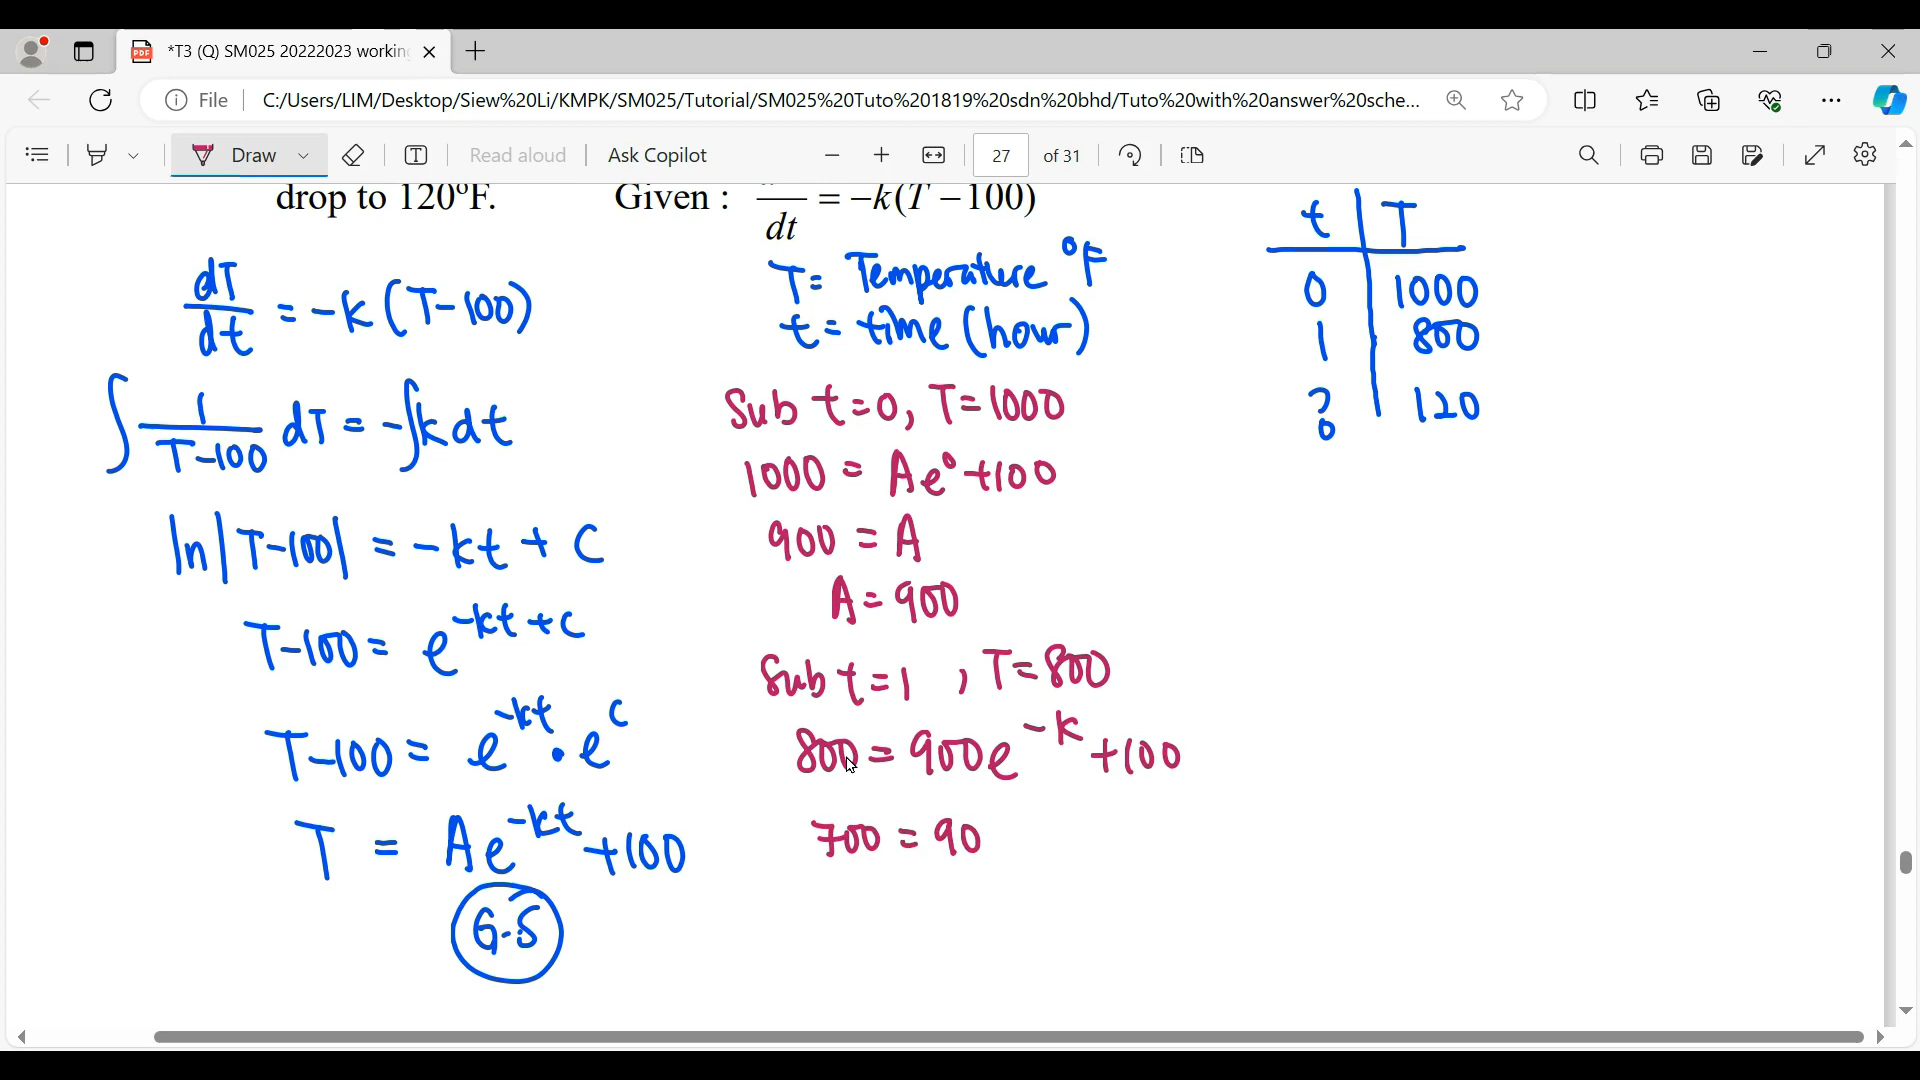 *T3 (Q) SM025 20222023 workin
File
C:/Users/LIM/Desktop/Siew%20Li/KMPK/SM025/Tutorial/SM025%20Tuto%201819%20sdn%20bhd/Tuto%20with%20answer%20sche...
Draw
Read aloud
Ask Copilot
27 of 31
drop to 120°F. Given : dt = -k(T - 100)
dT/dt = -k (T-100)
∫ 1/(T-100) dT = -∫k dt
ln|T-100| = -kt + C
T-100 = e^(-kt+C)
T-100 = e^(-kt) · e^C
T = Ae^(-kt) + 100
G.S
T = Temperature °F
t = time (hour)
Sub t=0, T=1000
1000 = Ae^0 + 100
900 = A
A = 900
Sub t=1 , T=800
800 = 900e^(-k) + 100
700 = 90
t T
0 1000
1 800
? 120